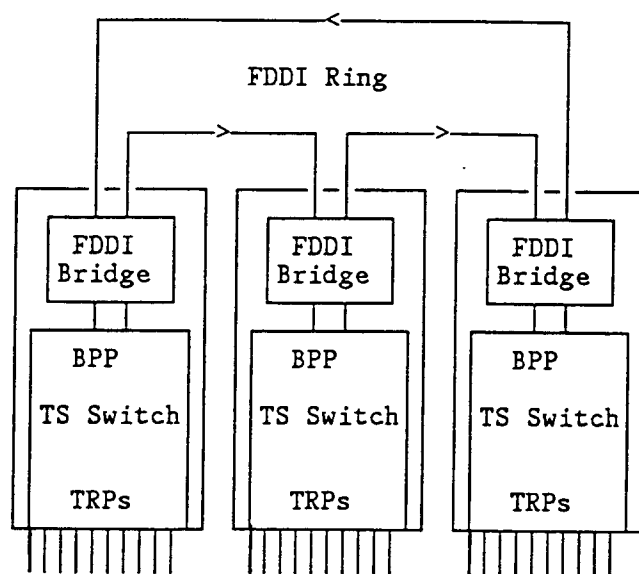 FDDI Ring
FDDI
Bridge
FDDI
Bridge
FDDI
Bridge
BPP
BPP
BPP
TS Switch
TS Switch
TS Switch
TRPs
TRPs
TRPs